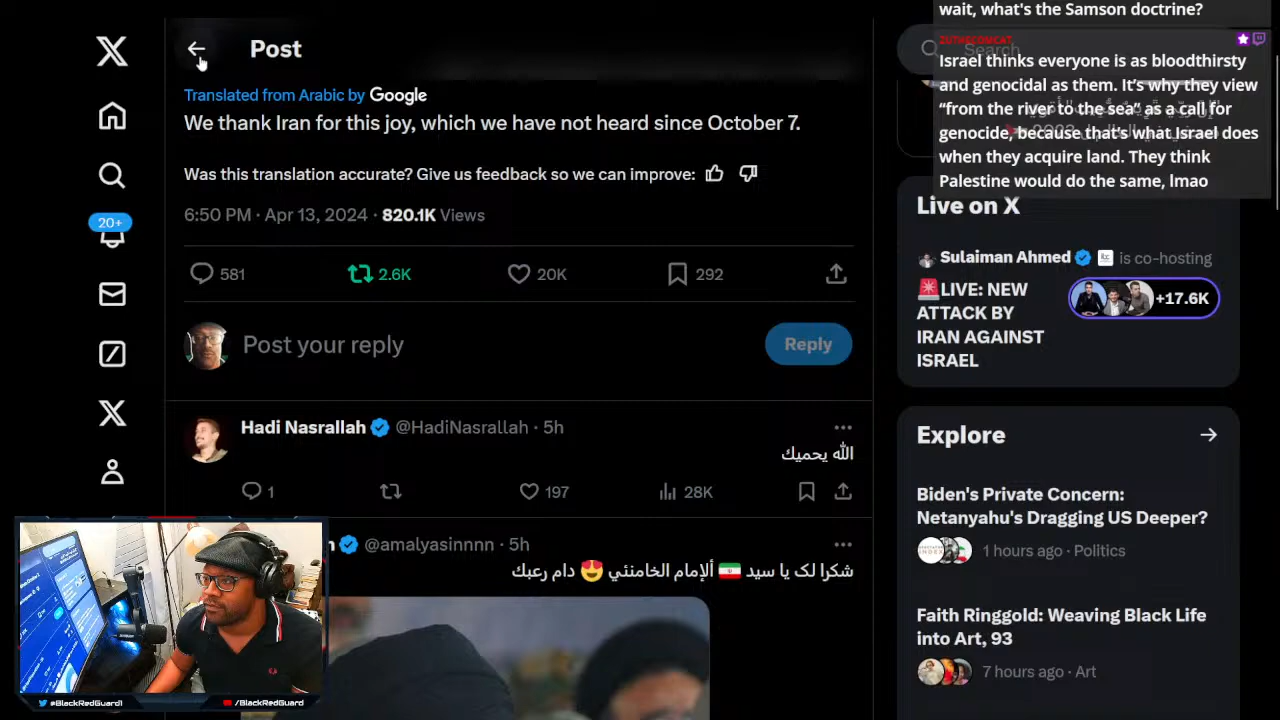 wait, what's the Samson doctrine?
ZUTHECOMCAT
Israel thinks everyone is as bloodthirsty
and genocidal as them. It's why they view
"from the river to the sea" as a call for
genocide, because that's what Israel does
when they acquire land. They think
Palestine would do the same, lmao
Post
Search
Translated from Arabic by Google
We thank Iran for this joy, which we have not heard since October 7.
Was this translation accurate? Give us feedback so we can improve:
6:50 PM · Apr 13, 2024 · 820.1K Views
581
2.6K
20K
292
Post your reply
Reply
Hadi Nasrallah @HadiNasrallah · 5h
الله يحميك
1
197
28K
@amalyasinnnn · 5h
شكرا لک یا سید 🇮🇷 ألإمام الخامنئي 😍 دام رعبك
20+
Live on X
Sulaiman Ahmed is co-hosting
🚨LIVE: NEW
ATTACK BY
IRAN AGAINST
ISRAEL
+17.6K
Explore
Biden's Private Concern:
Netanyahu's Dragging US Deeper?
1 hours ago · Politics
Faith Ringgold: Weaving Black Life
into Art, 93
7 hours ago · Art
@BlackRedGuard1
/BlackRedGuard